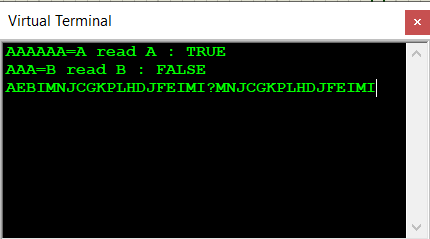 Virtual Terminal
AAAAAA=A read A : TRUE
AAA=B read B : FALSE
AEBIMNJCGKPLHDJFEIMI?MNJCGKPLHDJFEIMI